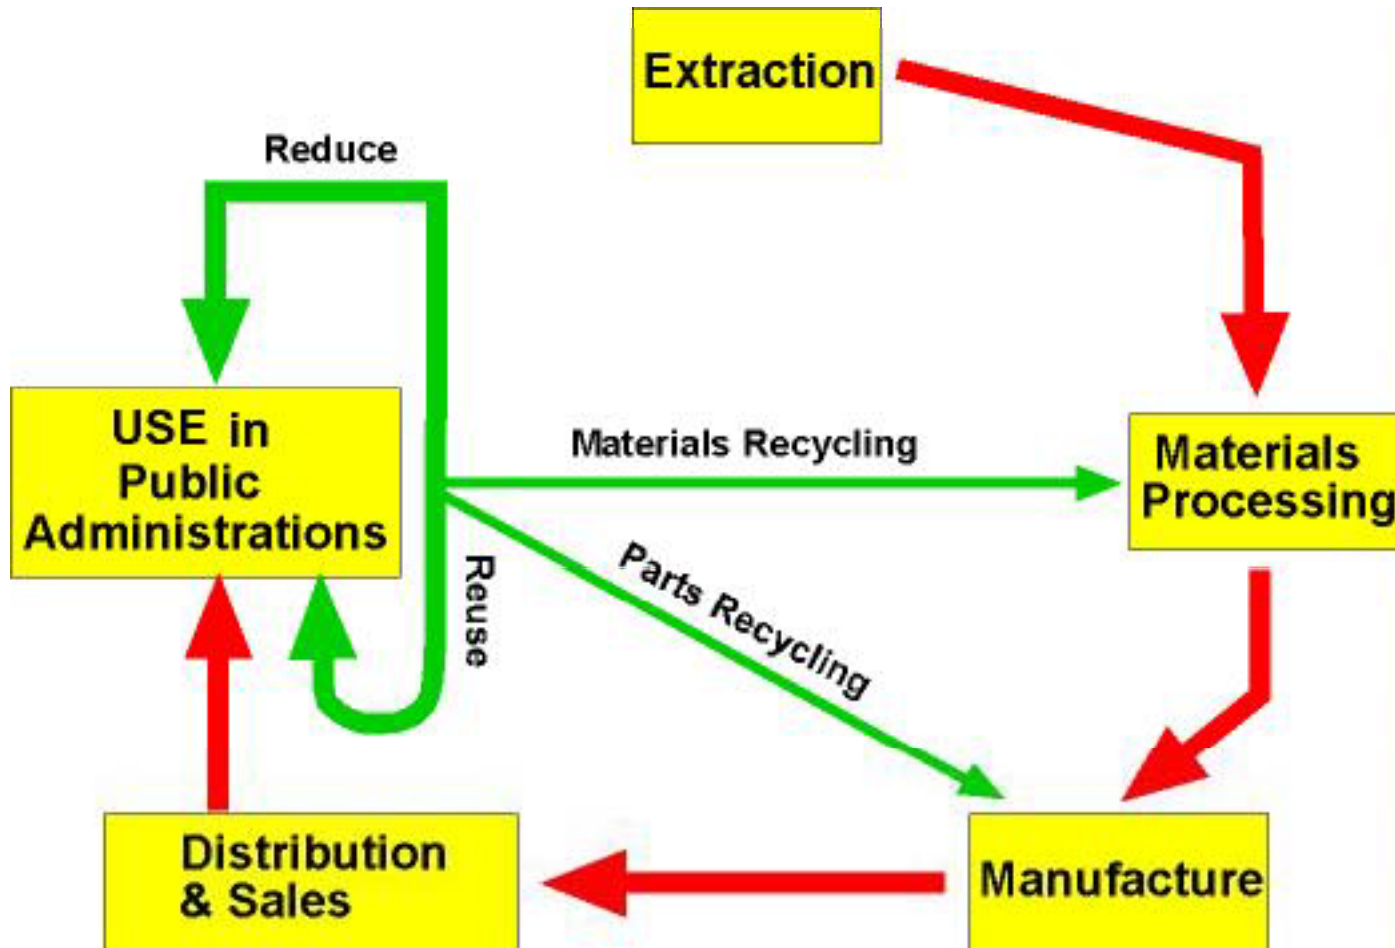 Extraction
Reduce
USE in
Public
Administrations
Materials Recycling
Materials
Processing
Parts Recycling
Reuse
Distribution
& Sales
Manufacture